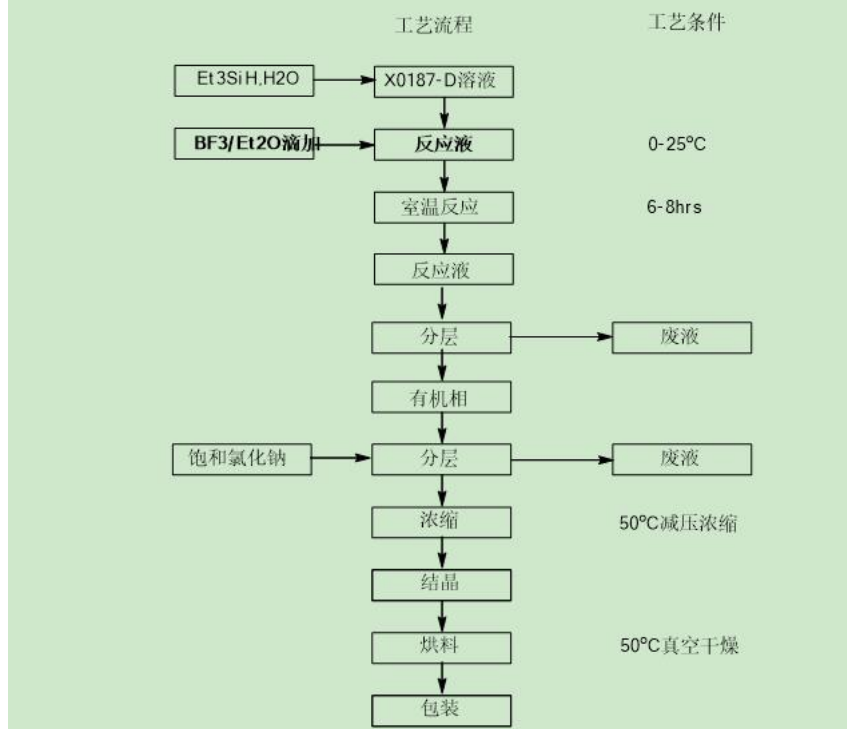 工艺流程 工艺条件
Et3SiH,H2O X0187-D溶液
BF3/Et2O滴加 反应液 0-25°C
室温反应 6-8hrs
反应液
分层 废液
有机相
饱和氯化钠 分层 废液
浓缩 50°C减压浓缩
结晶
烘料 50°C真空干燥
包装